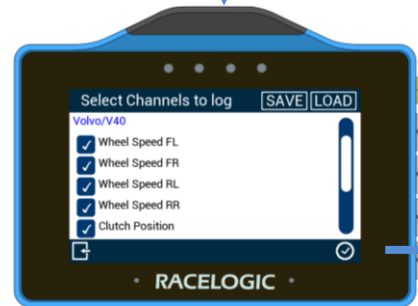 Select Channels to log SAVE LOAD
Volvo/V40
Wheel Speed FL
Wheel Speed FR
Wheel Speed RL
Wheel Speed RR
Clutch Position
RACELOGIC